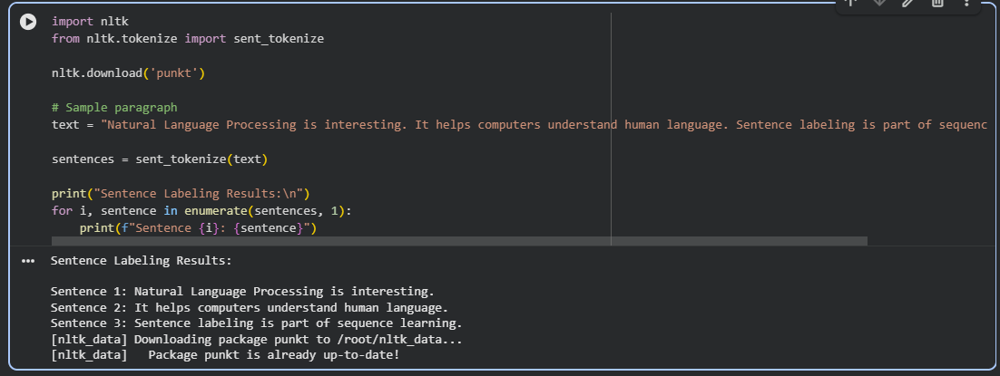 import nltk
from nltk.tokenize import sent_tokenize
nltk.download('punkt')
# Sample paragraph
text = "Natural Language Processing is interesting. It helps computers understand human language. Sentence labeling is part of sequenc
sentences = sent_tokenize(text)
print("Sentence Labeling Results:\n")
for i, sentence in enumerate(sentences, 1):
    print(f"Sentence {i}: {sentence}")
Sentence Labeling Results:
Sentence 1: Natural Language Processing is interesting.
Sentence 2: It helps computers understand human language.
Sentence 3: Sentence labeling is part of sequence learning.
[nltk_data] Downloading package punkt to /root/nltk_data...
[nltk_data]   Package punkt is already up-to-date!